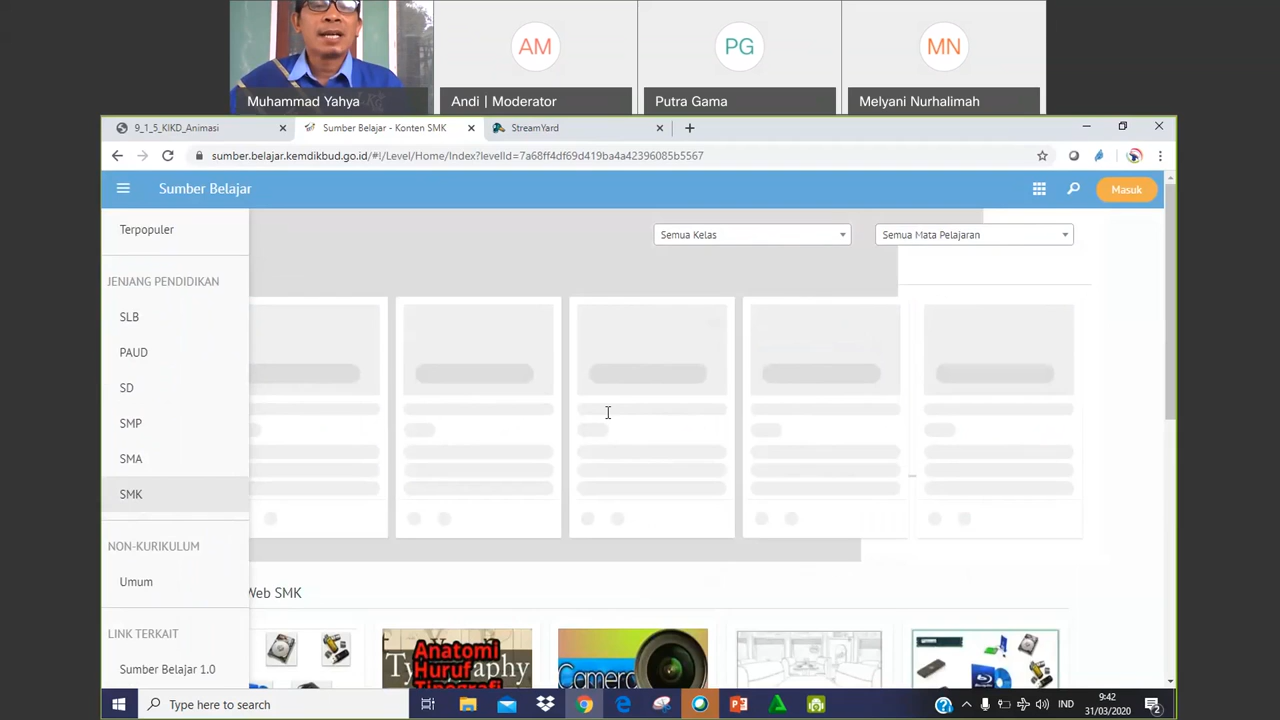 AM
PG
MN
Muhammad Yahya
Andi | Moderator
Putra Gama
Melyani Nurhalimah
9_1_5_KIKD_Animasi
Sumber Belajar - Konten SMK
StreamYard
sumber.belajar.kemdikbud.go.id/#!/Level/Home/Index?levelId=7a68ff4df69d419ba4a42396085b5567
Sumber Belajar
Masuk
Terpopuler
Semua Kelas
Semua Mata Pelajaran
JENJANG PENDIDIKAN
SLB
PAUD
SD
SMP
SMA
SMK
NON-KURIKULUM
Umum
Web SMK
LINK TERKAIT
Sumber Belajar 1.0
Typography
Anatomi
Huruf
Tipografi
Camera
Type here to search
IND
9:42
31/03/2020
2